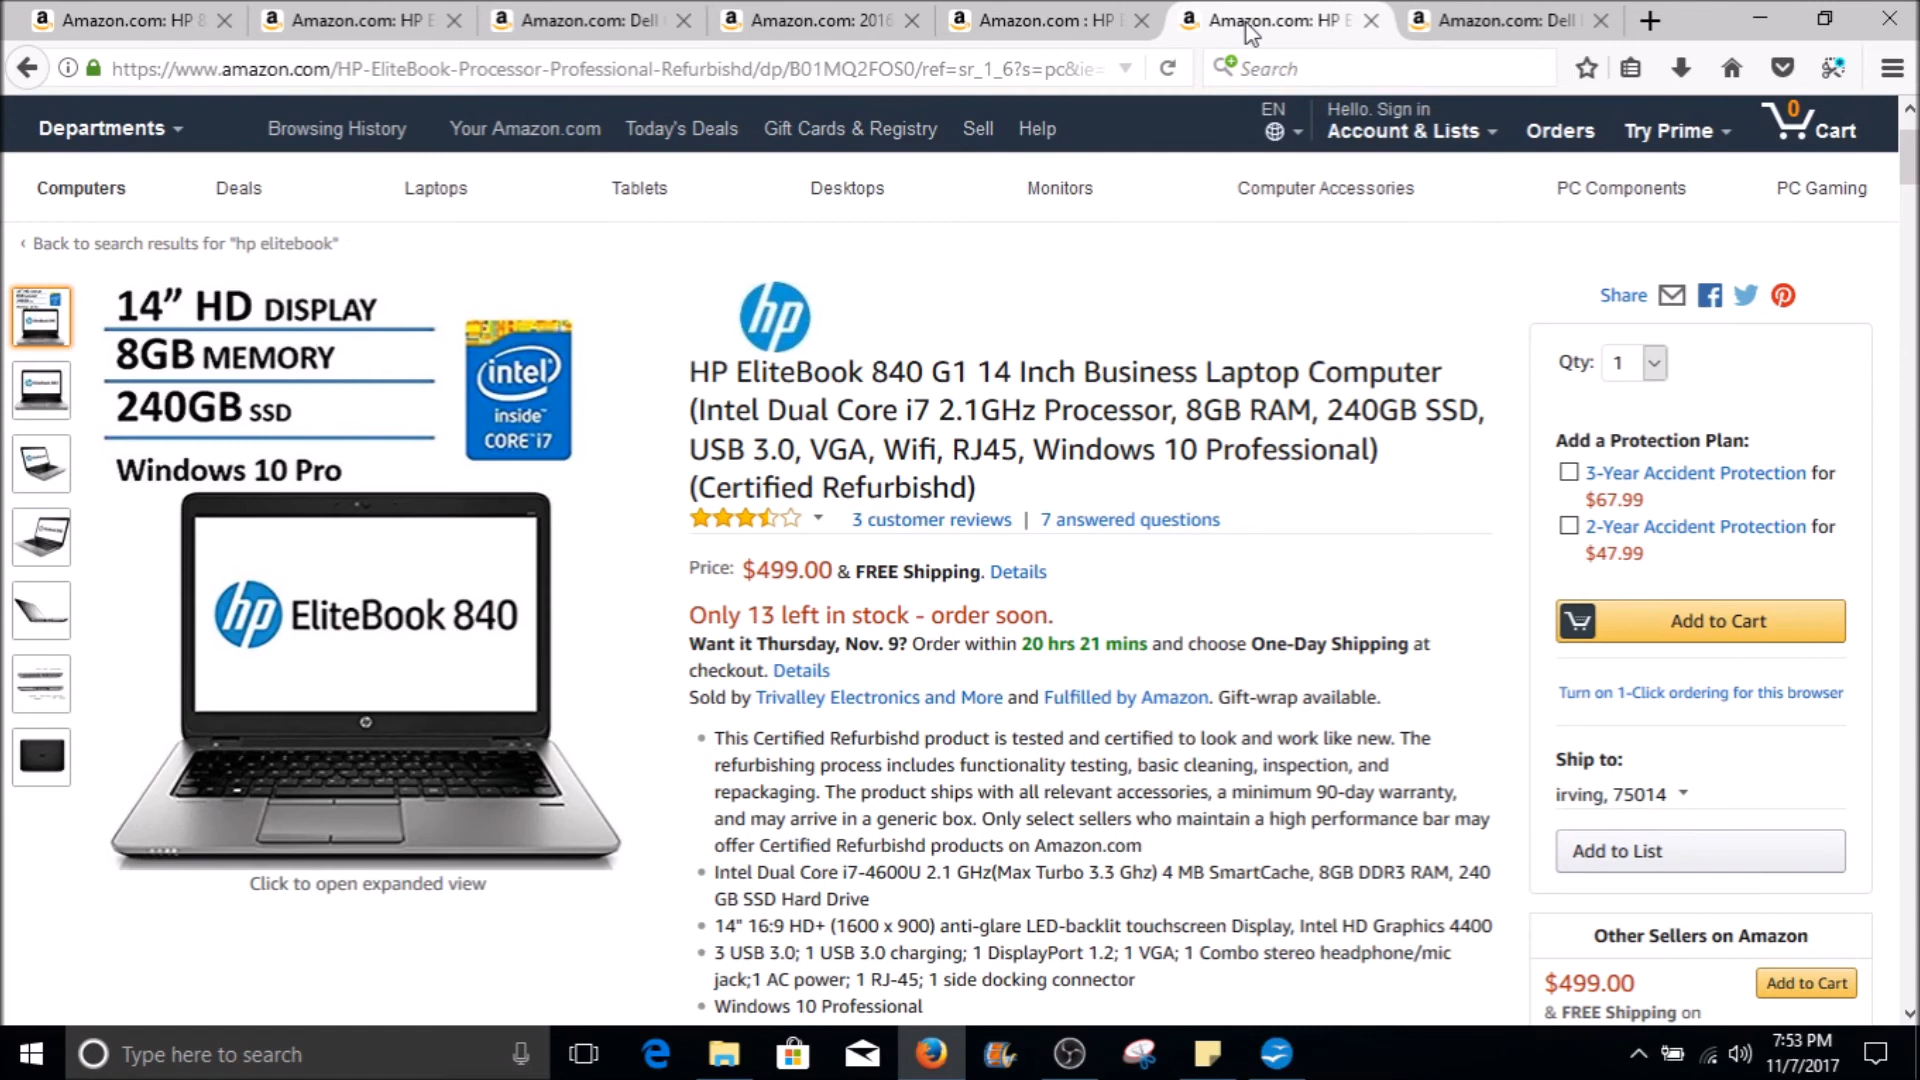 Amazon.com: HP 8
Amazon.com: HP E
Amazon.com: Dell
Amazon.com: 2016
Amazon.com : HP E
Amazon.com: HP E
Amazon.com: Dell
https://www.amazon.com/HP-EliteBook-Processor-Professional-Refurbishd/dp/B01MQ2FOS0/ref=sr_1_6?s=pc&ie=
Search
Departments
Browsing History
Your Amazon.com
Today's Deals
Gift Cards & Registry
Sell
Help
EN
Hello. Sign in
Account & Lists
Orders
Try Prime
0
Cart
Computers
Deals
Laptops
Tablets
Desktops
Monitors
Computer Accessories
PC Components
PC Gaming
‹ Back to search results for "hp elitebook"
14” HD DISPLAY
8GB MEMORY
240GB SSD
Windows 10 Pro
intel
inside™
CORE™ i7
hp EliteBook 840
Click to open expanded view
hp
HP EliteBook 840 G1 14 Inch Business Laptop Computer
(Intel Dual Core i7 2.1GHz Processor, 8GB RAM, 240GB SSD,
USB 3.0, VGA, Wifi, RJ45, Windows 10 Professional)
(Certified Refurbishd)
3 customer reviews | 7 answered questions
Price: $499.00 & FREE Shipping. Details
Only 13 left in stock - order soon.
Want it Thursday, Nov. 9? Order within 20 hrs 21 mins and choose One-Day Shipping at
checkout. Details
Sold by Trivalley Electronics and More and Fulfilled by Amazon. Gift-wrap available.
• This Certified Refurbishd product is tested and certified to look and work like new. The
refurbishing process includes functionality testing, basic cleaning, inspection, and
repackaging. The product ships with all relevant accessories, a minimum 90-day warranty,
and may arrive in a generic box. Only select sellers who maintain a high performance bar may
offer Certified Refurbishd products on Amazon.com
• Intel Dual Core i7-4600U 2.1 GHz(Max Turbo 3.3 Ghz) 4 MB SmartCache, 8GB DDR3 RAM, 240
GB SSD Hard Drive
• 14" 16:9 HD+ (1600 x 900) anti-glare LED-backlit touchscreen Display, Intel HD Graphics 4400
• 3 USB 3.0; 1 USB 3.0 charging; 1 DisplayPort 1.2; 1 VGA; 1 Combo stereo headphone/mic
jack;1 AC power; 1 RJ-45; 1 side docking connector
• Windows 10 Professional
Share
Qty: 1
Add a Protection Plan:
3-Year Accident Protection for
$67.99
2-Year Accident Protection for
$47.99
Add to Cart
Turn on 1-Click ordering for this browser
Ship to:
irving, 75014
Add to List
Other Sellers on Amazon
$499.00
Add to Cart
& FREE Shipping on
Type here to search
7:53 PM
11/7/2017